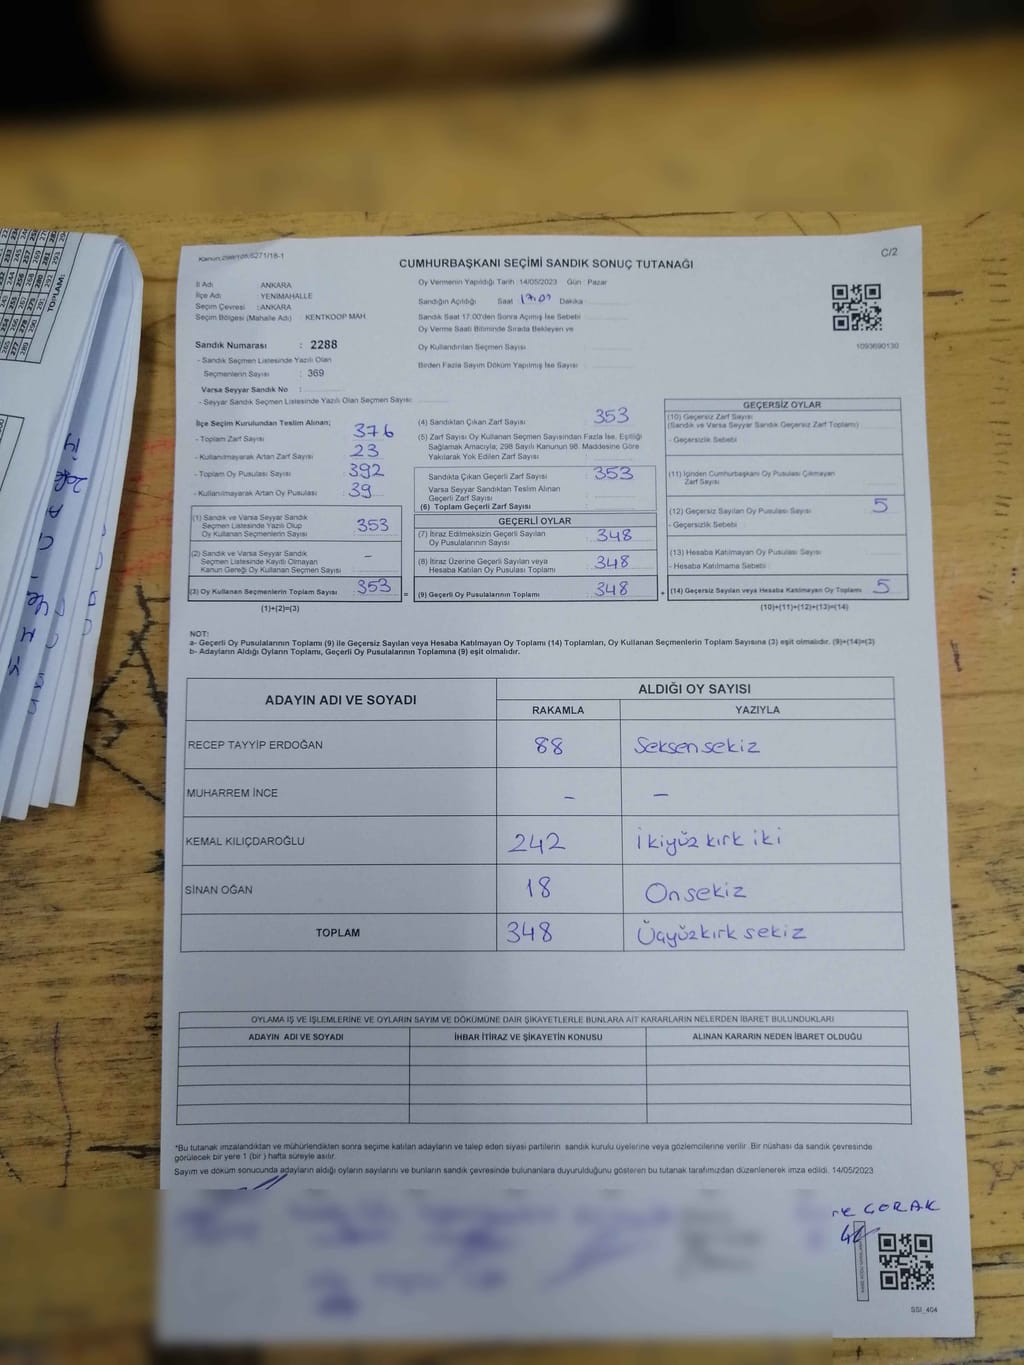 Kanun:298/106,6271/18-1
C/2
CUMHURBAŞKANI SEÇİMİ SANDIK SONUÇ TUTANAĞI
İl Adı : ANKARA
İlçe Adı : YENİMAHALLE
Seçim Çevresi : ANKARA
Seçim Bölgesi (Mahalle Adı) : KENTKOOP MAH.
Oy Vermenin Yapıldığı Tarih :14/05/2023 Gün : Pazar
Sandığın Açıldığı Saat Dakika
Sandık Saat 17:00'den Sonra Açılmış İse Sebebi :
Oy Verme Saati Bitiminde Sırada Bekleyen ve
Oy Kullandırılan Seçmen Sayısı :
Birden Fazla Sayım Döküm Yapılmış İse Sayısı :
1093690130
Sandık Numarası : 2288
- Sandık Seçmen Listesinde Yazılı Olan
Seçmenlerin Sayısı : 369
Varsa Seyyar Sandık No :
- Seyyar Sandık Seçmen Listesinde Yazılı Olan Seçmen Sayısı :
İlçe Seçim Kurulundan Teslim Alınan;
- Toplam Zarf Sayısı : 376
- Kullanılmayarak Artan Zarf Sayısı : 23
- Toplam Oy Pusulası Sayısı : 392
- Kullanılmayarak Artan Oy Pusulası : 39
(1) Sandık ve Varsa Seyyar Sandık
Seçmen Listesinde Yazılı Olup
Oy Kullanan Seçmenlerin Sayısı : 353
(2) Sandık ve Varsa Seyyar Sandık
Seçmen Listesinde Kayıtlı Olmayan
Kanun Gereği Oy Kullanan Seçmen Sayısı : -
(3) Oy Kullanan Seçmenlerin Toplam Sayısı : 353
(1)+(2)=(3)
(4) Sandıktan Çıkan Zarf Sayısı : 353
(5) Zarf Sayısı Oy Kullanan Seçmen Sayısından Fazla İse, Eşitliği
Sağlamak Amacıyla; 298 Sayılı Kanunun 98. Maddesine Göre
Yakılarak Yok Edilen Zarf Sayısı :
Sandıkta Çıkan Geçerli Zarf Sayısı : 353
Varsa Seyyar Sandıktan Teslim Alınan
Geçerli Zarf Sayısı :
(6) Toplam Geçerli Zarf Sayısı :
GEÇERLİ OYLAR
(7) İtiraz Edilmeksizin Geçerli Sayılan
Oy Pusulalarının Sayısı : 348
(8) İtiraz Üzerine Geçerli Sayılan veya
Hesaba Katılan Oy Pusulası Toplamı : 348
= (9) Geçerli Oy Pusulalarının Toplamı : 348
GEÇERSİZ OYLAR
(10) Geçersiz Zarf Sayısı
(Sandık ve Varsa Seyyar Sandık Geçersiz Zarf Toplamı) :
- Geçersizlik Sebebi :
(11) İçinden Cumhurbaşkanı Oy Pusulası Çıkmayan
Zarf Sayısı :
(12) Geçersiz Sayılan Oy Pusulası Sayısı : 5
- Geçersizlik Sebebi :
(13) Hesaba Katılmayan Oy Pusulası Sayısı :
- Hesaba Katılmama Sebebi :
+ (14) Geçersiz Sayılan veya Hesaba Katılmayan Oy Toplamı : 5
(10)+(11)+(12)+(13)=(14)
NOT:
a- Geçerli Oy Pusulalarının Toplamı (9) ile Geçersiz Sayılan veya Hesaba Katılmayan Oy Toplamı (14) Toplamları, Oy Kullanan Seçmenlerin Toplam Sayısına (3) eşit olmalıdır. (9)+(14)=(3)
b- Adayların Aldığı Oyların Toplamı, Geçerli Oy Pusulalarının Toplamına (9) eşit olmalıdır.
ADAYIN ADI VE SOYADI
ALDIĞI OY SAYISI
RAKAMLA YAZIYLA
RECEP TAYYİP ERDOĞAN 88 Seksen sekiz
MUHARREM İNCE - -
KEMAL KILIÇDAROĞLU 242 İkiyüz kırk iki
SİNAN OĞAN 18 Onsekiz
TOPLAM 348 Üçyüz kırk sekiz
OYLAMA İŞ VE İŞLEMLERİNE VE OYLARIN SAYIM VE DÖKÜMÜNE DAİR ŞİKAYETLERLE BUNLARA AİT KARARLARIN NELERDEN İBARET BULUNDUKLARI
ADAYIN ADI VE SOYADI İHBAR İTİRAZ VE ŞİKAYETİN KONUSU ALINAN KARARIN NEDEN İBARET OLDUĞU
*Bu tutanak imzalandıktan ve mühürlendikten sonra seçime katılan adayların ve talep eden siyasi partilerin sandık kurulu üyelerine veya gözlemcilerine verilir. Bir nüshası da sandık çevresinde
görülecek bir yere 1 (bir ) hafta süreyle asılır.
Sayım ve döküm sonucunda adayların aldığı oyların sayılarını ve bunların sandık çevresinde bulunanlara duyurulduğunu gösteren bu tutanak tarafımızdan düzenlenerek imza edildi. 14/05/2023
ÇORAK
SSI_404
TOPLAM: